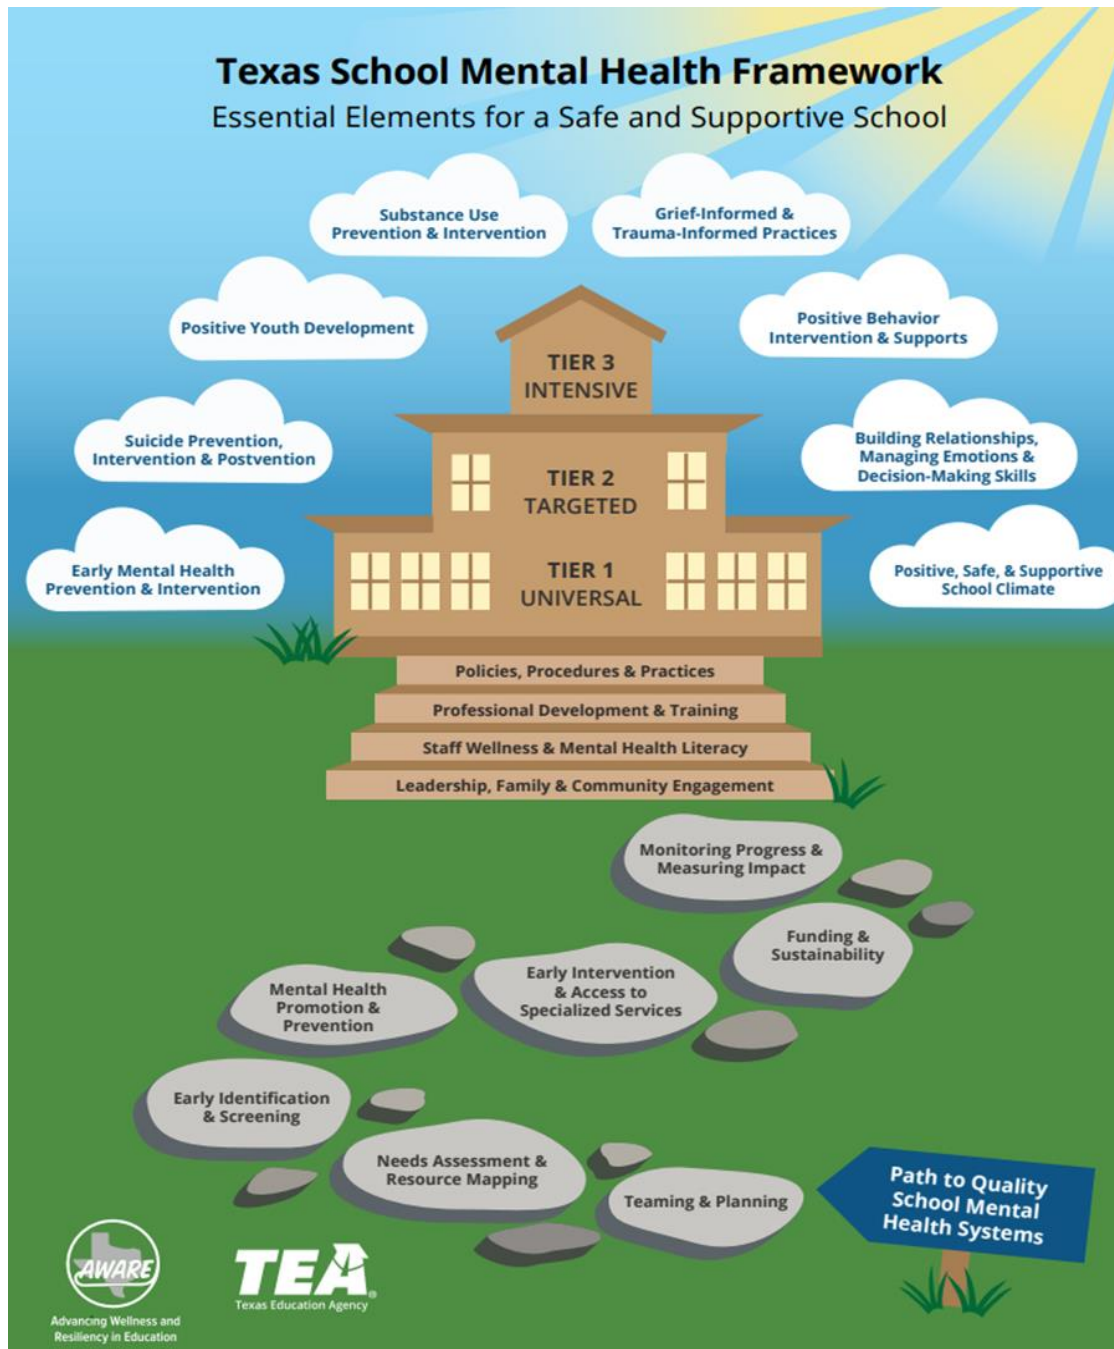 Texas School Mental Health Framework
Essential Elements for a Safe and Supportive School
Substance Use
Prevention & Intervention
Grief-Informed &
Trauma-Informed Practices
Positive Youth Development
Positive Behavior
Intervention & Supports
Suicide Prevention,
Intervention & Postvention
Building Relationships,
Managing Emotions &
Decision-Making Skills
Early Mental Health
Prevention & Intervention
Positive, Safe, & Supportive
School Climate
TIER 3
INTENSIVE
TIER 2
TARGETED
TIER 1
UNIVERSAL
Policies, Procedures & Practices
Professional Development & Training
Staff Wellness & Mental Health Literacy
Leadership, Family & Community Engagement
Monitoring Progress &
Measuring Impact
Funding &
Sustainability
Early Intervention
& Access to
Specialized Services
Mental Health
Promotion &
Prevention
Early Identification
& Screening
Needs Assessment &
Resource Mapping
Teaming & Planning
Path to Quality
School Mental
Health Systems
AWARE
Advancing Wellness and
Resiliency in Education
TEA®
Texas Education Agency